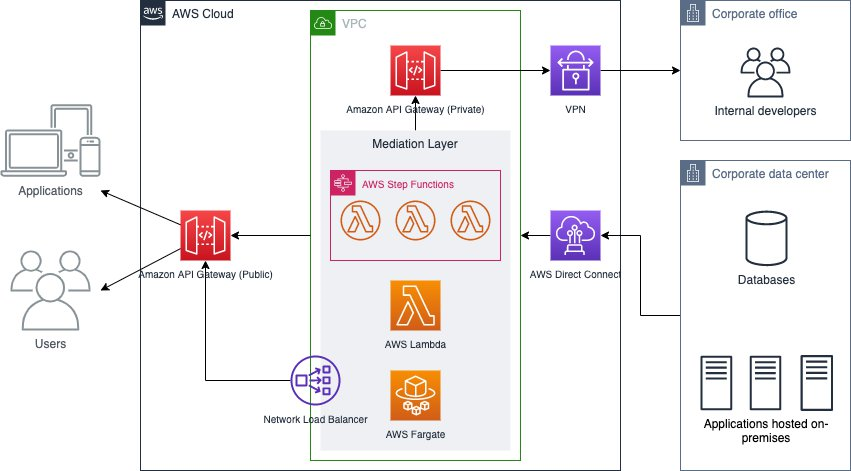 aws
AWS Cloud
VPC
Corporate office
Amazon API Gateway (Private)
VPN
Internal developers
Mediation Layer
Applications
AWS Step Functions
Corporate data center
Amazon API Gateway (Public)
AWS Direct Connect
Databases
Users
AWS Lambda
Network Load Balancer
AWS Fargate
Applications hosted on-
premises